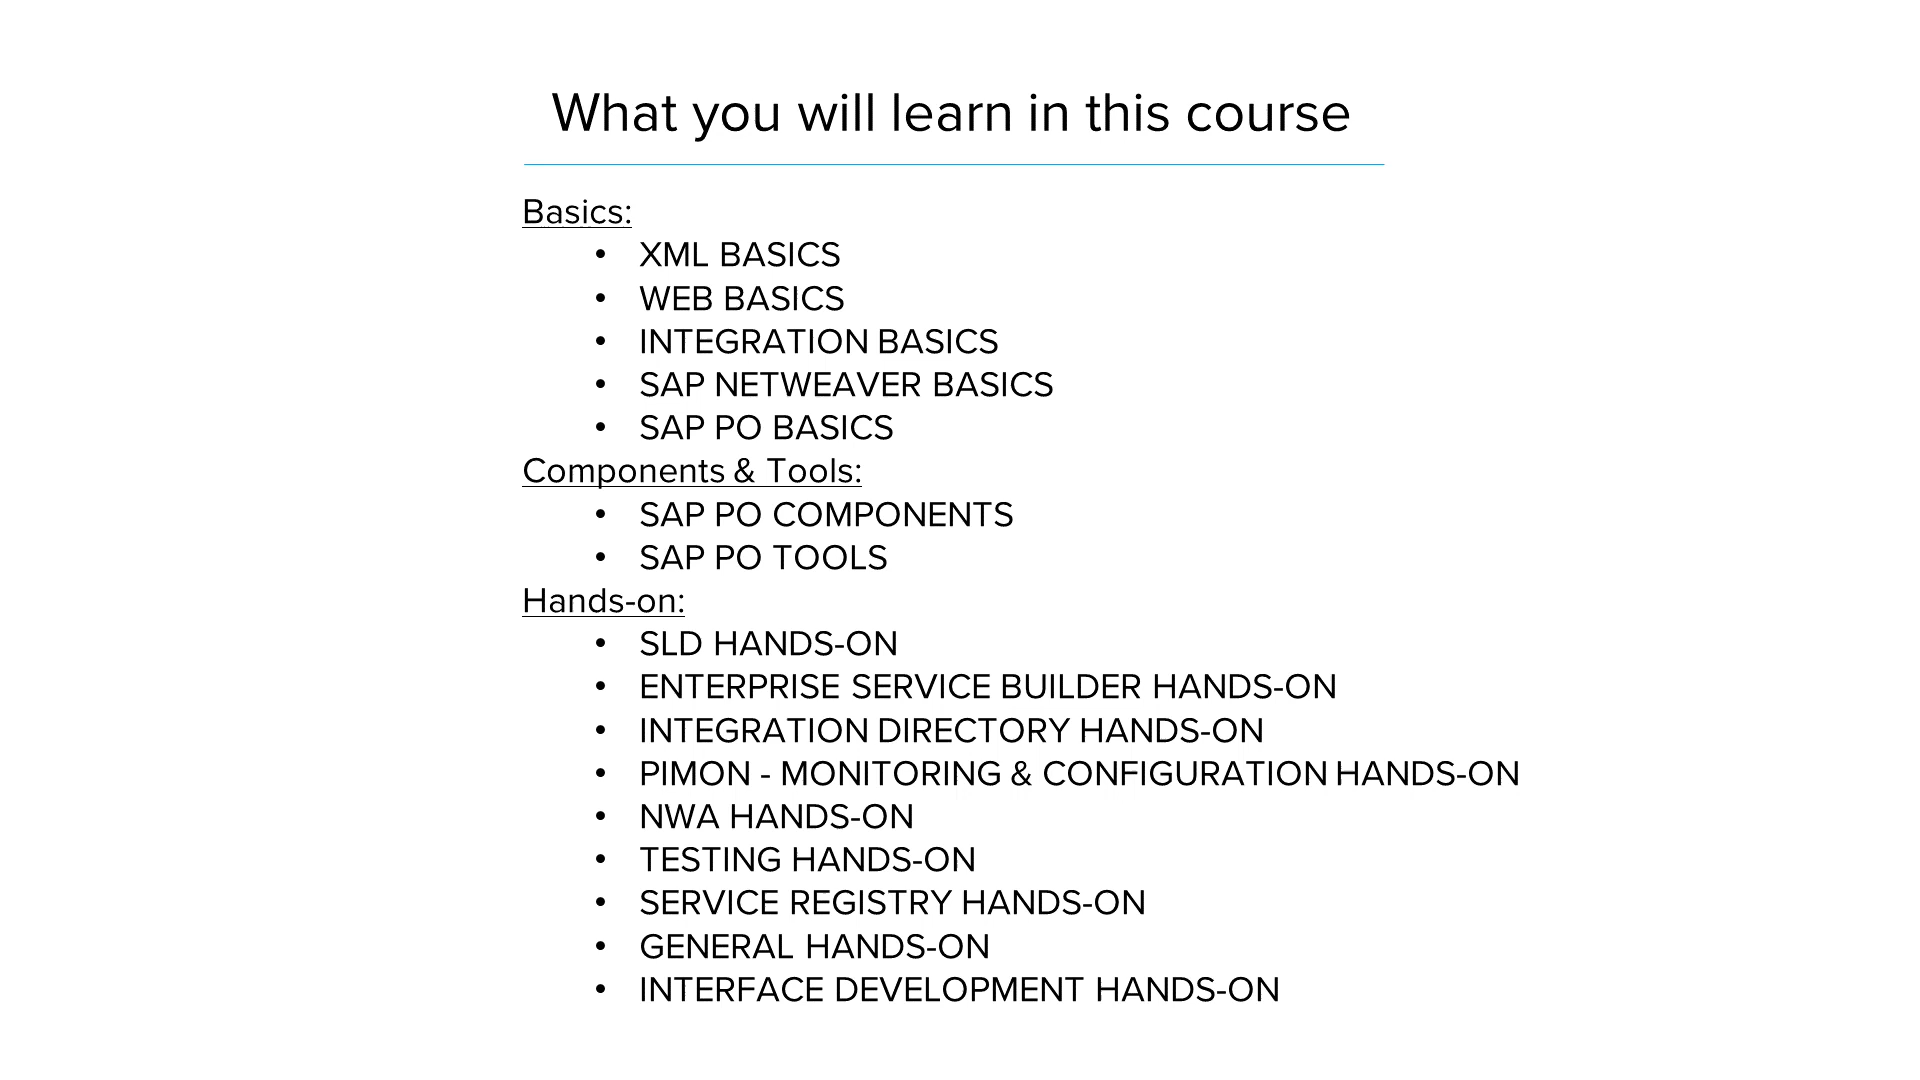 What you will learn in this course
Basics:
• XML BASICS
• WEB BASICS
• INTEGRATION BASICS
• SAP NETWEAVER BASICS
• SAP PO BASICS
Components & Tools:
• SAP PO COMPONENTS
• SAP PO TOOLS
Hands-on:
• SLD HANDS-ON
• ENTERPRISE SERVICE BUILDER HANDS-ON
• INTEGRATION DIRECTORY HANDS-ON
• PIMON - MONITORING & CONFIGURATION HANDS-ON
• NWA HANDS-ON
• TESTING HANDS-ON
• SERVICE REGISTRY HANDS-ON
• GENERAL HANDS-ON
• INTERFACE DEVELOPMENT HANDS-ON